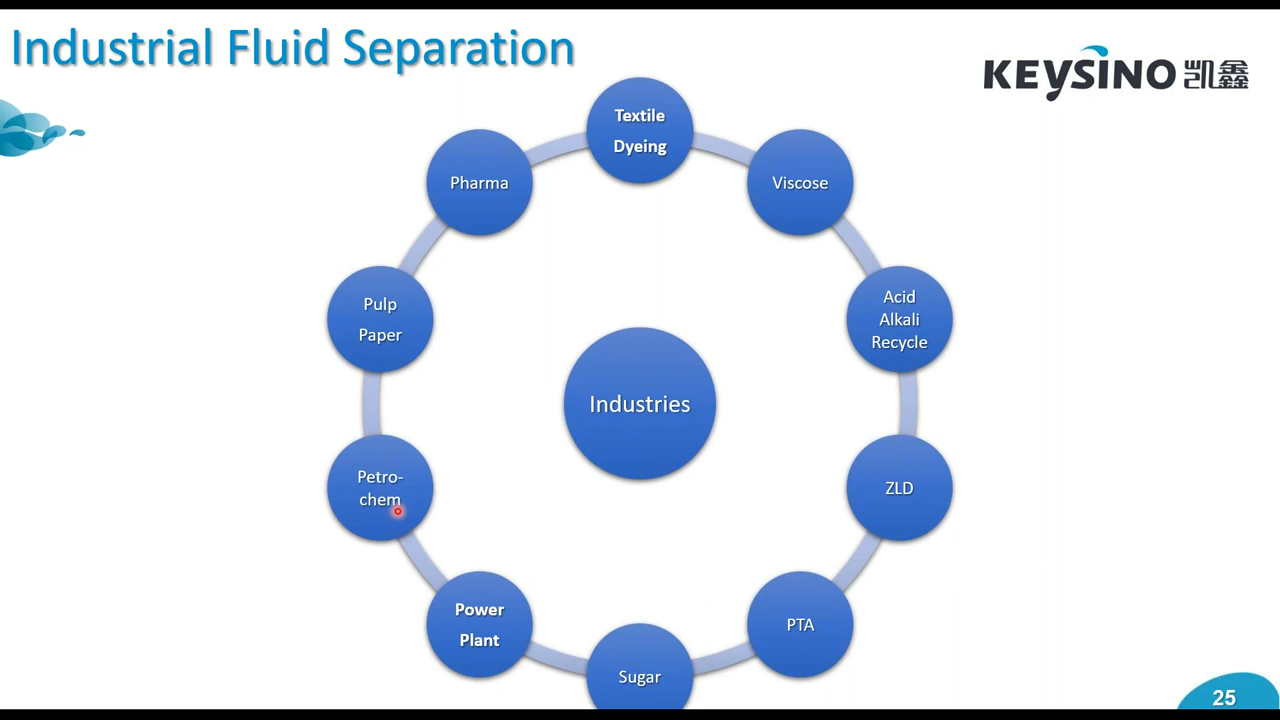 Industrial Fluid Separation
KEYSINO 凯鑫
Textile
Dyeing
Viscose
Acid
Alkali
Recycle
ZLD
PTA
Sugar
Power
Plant
Petro-
chem
Pulp
Paper
Pharma
Industries
25